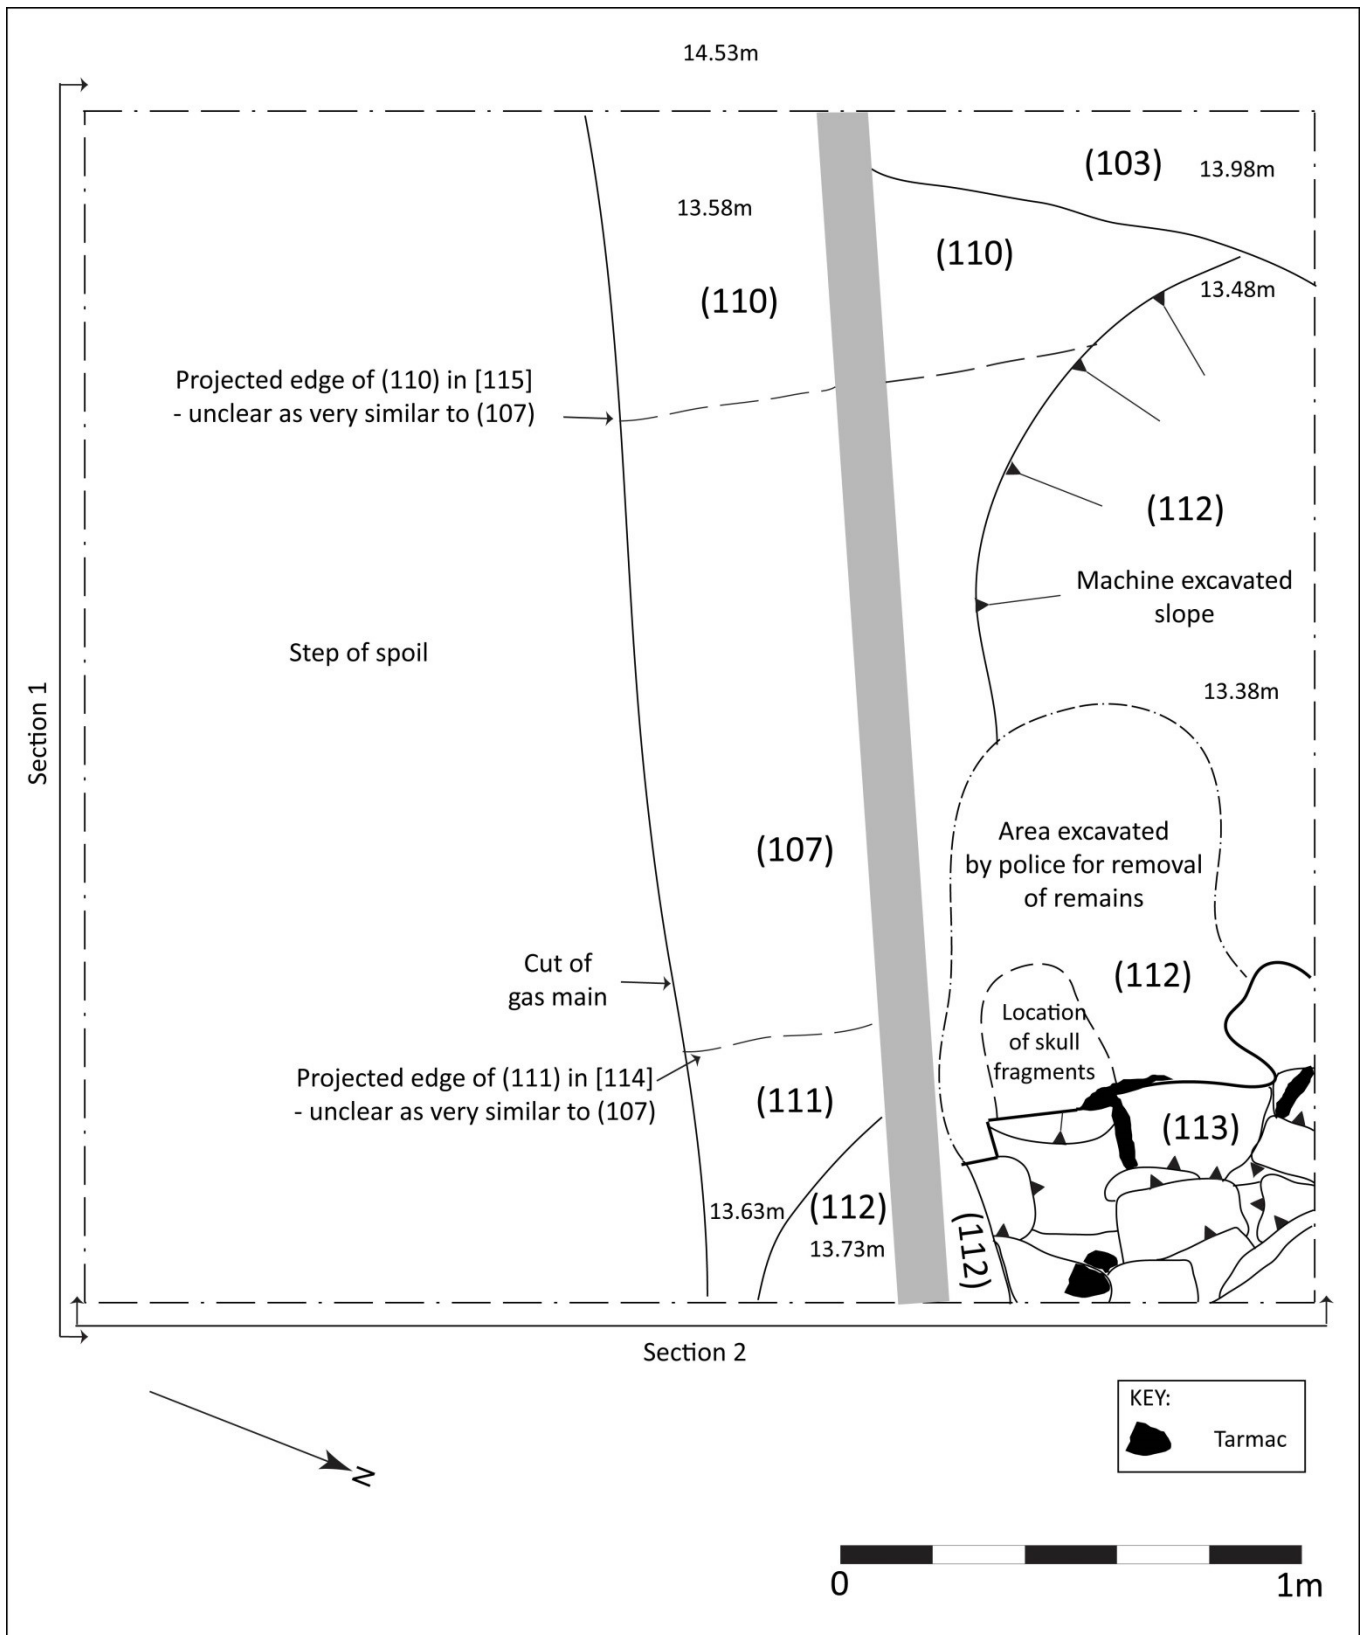 14.53m
(103)
13.98m
13.58m
(110)
(110)
13.48m
Projected edge of (110) in [115]
- unclear as very similar to (107)
(112)
Machine excavated
slope
Step of spoil
13.38m
Section 1
Area excavated
by police for removal
of remains
(107)
Cut of
gas main
(112)
Location
of skull
fragments
Projected edge of (111) in [114]
- unclear as very similar to (107)
(111)
(113)
13.63m
(112)
13.73m
(112)
Section 2
N
KEY:
Tarmac
0
1m